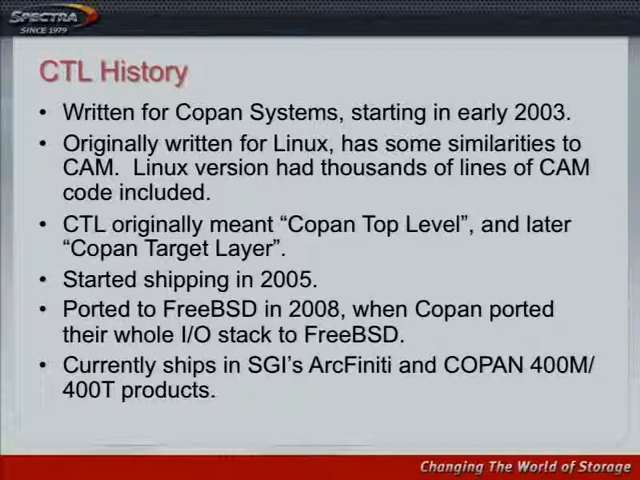 SPECTRA
SINCE 1979
CTL History
• Written for Copan Systems, starting in early 2003.
• Originally written for Linux, has some similarities to
CAM.  Linux version had thousands of lines of CAM
code included.
• CTL originally meant “Copan Top Level”, and later
“Copan Target Layer”.
• Started shipping in 2005.
• Ported to FreeBSD in 2008, when Copan ported
their whole I/O stack to FreeBSD.
• Currently ships in SGI’s ArcFiniti and COPAN 400M/
400T products.
Changing The World of Storage